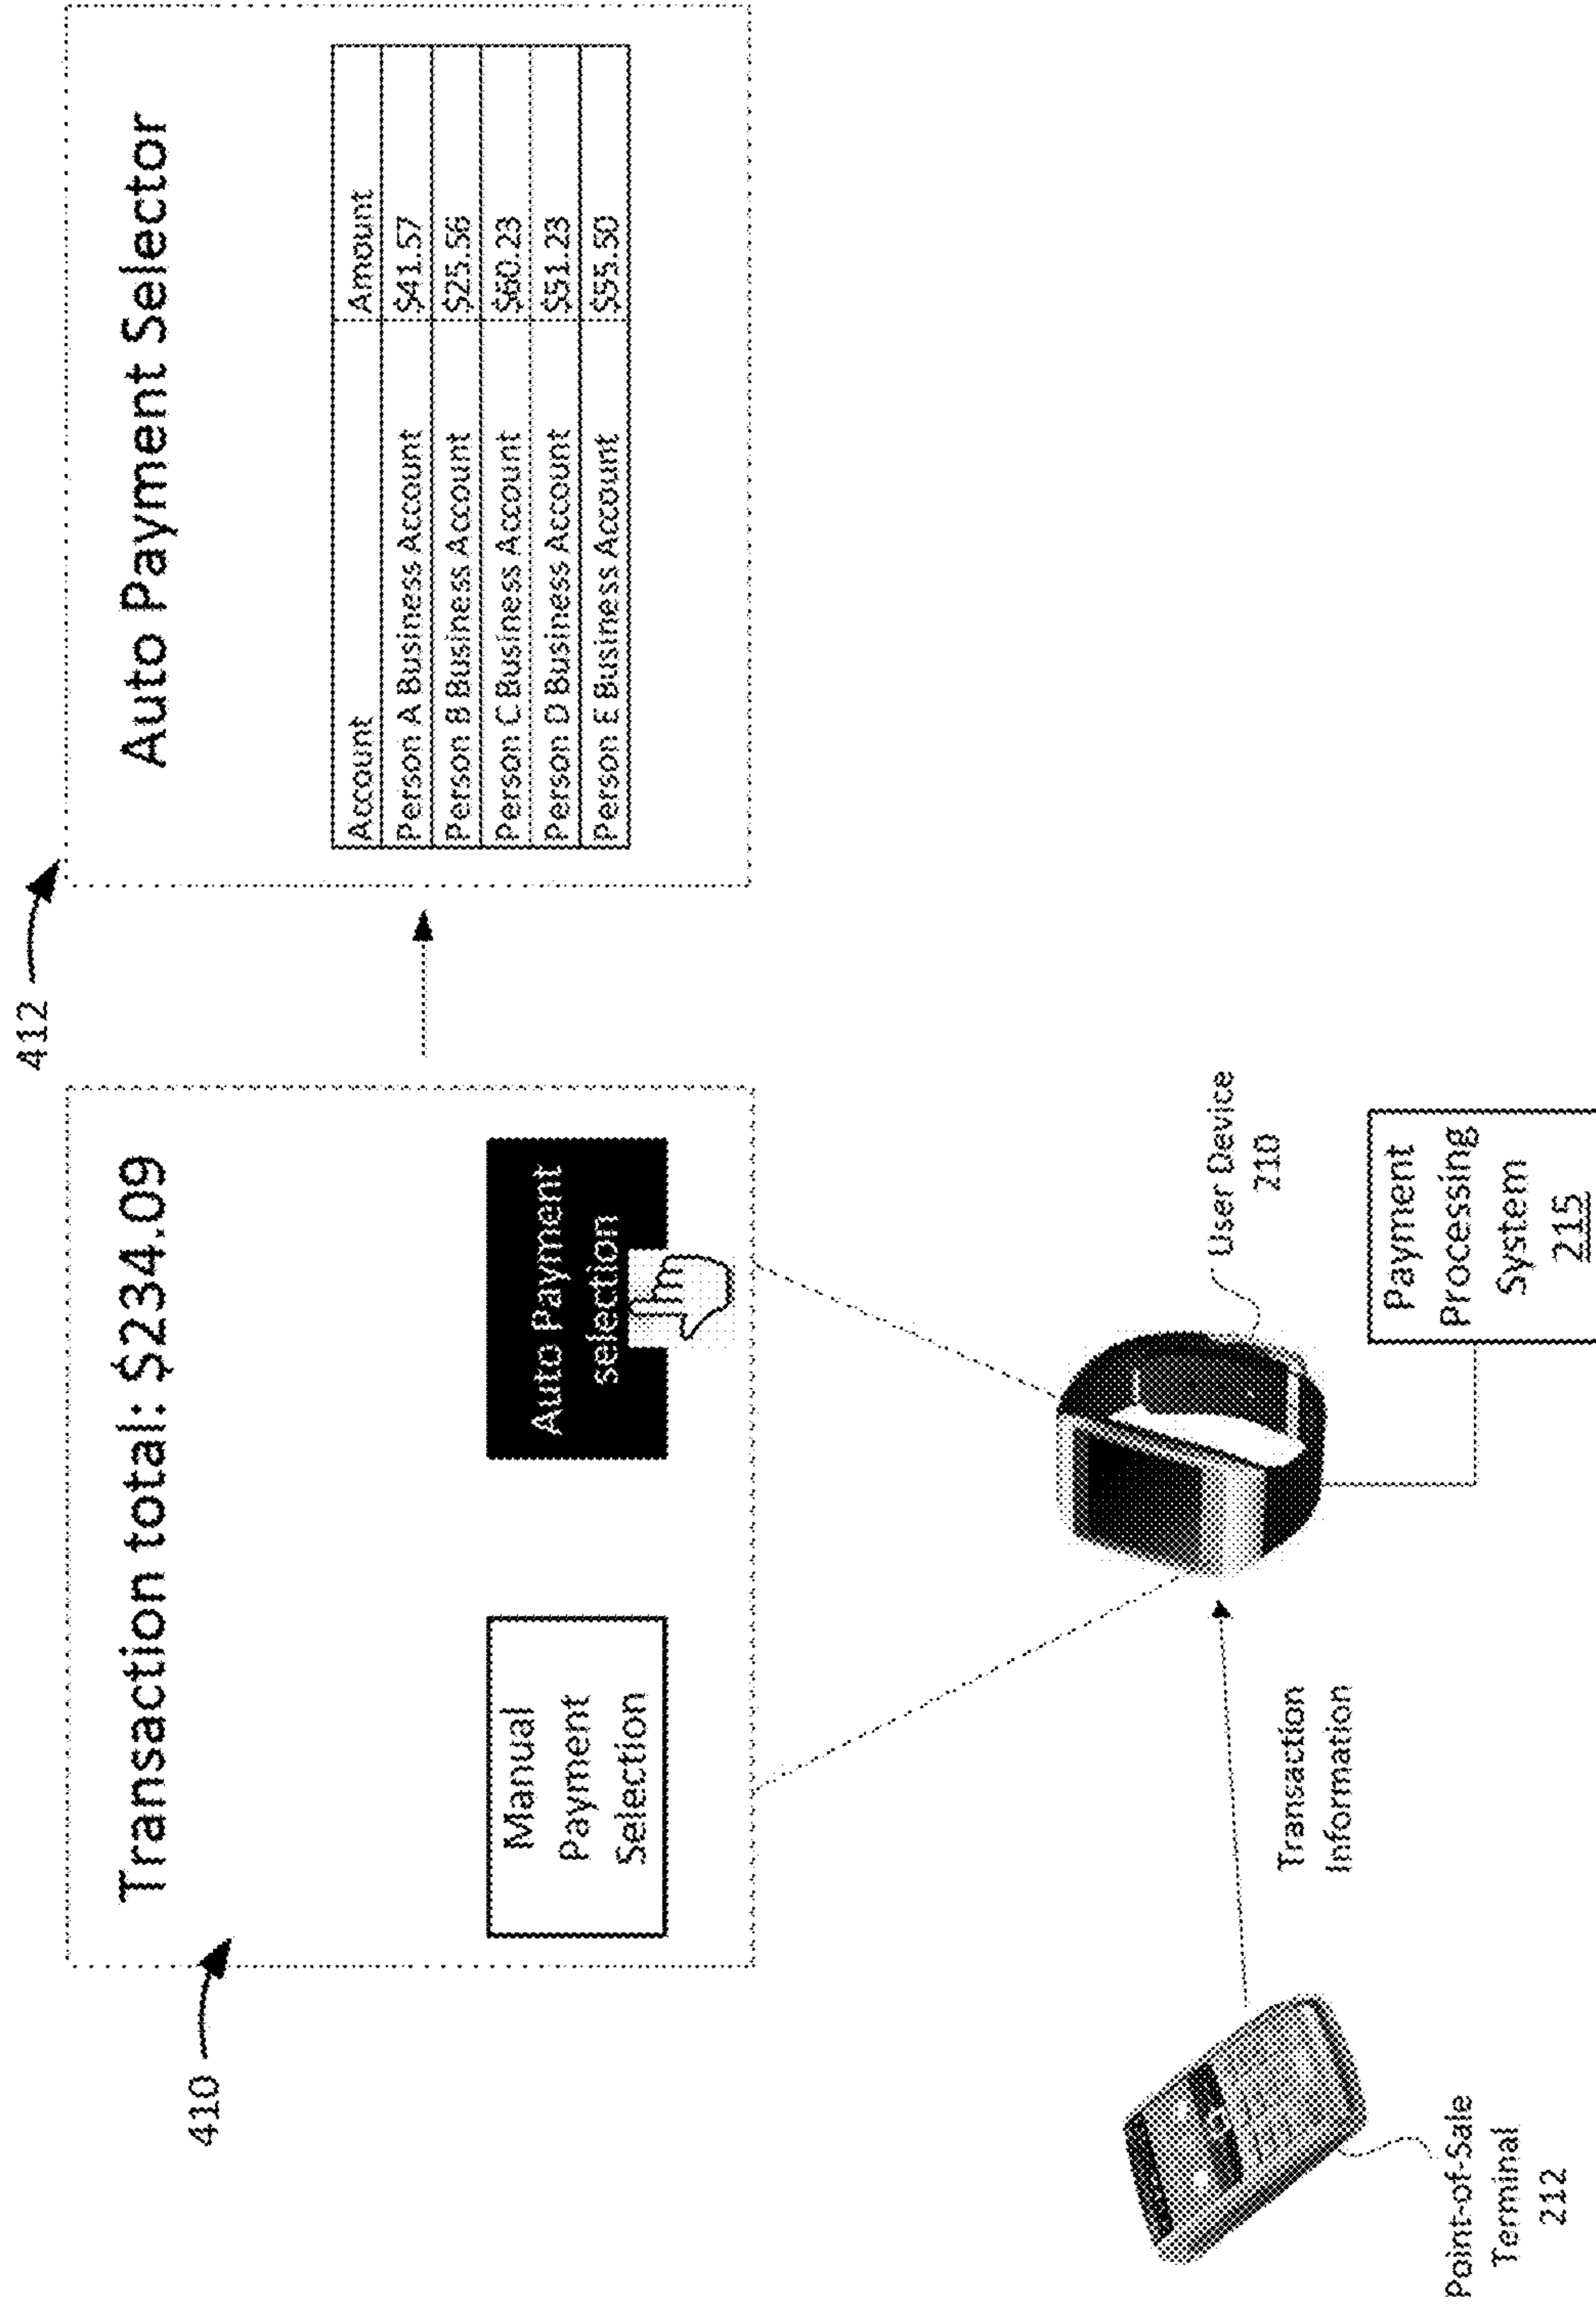 412
410
Transaction total: $234.09
Manual
Payment
Selection
Auto Payment
selection
Auto Payment Selector
Account Amount
Person A Business Account $41.57
Person B Business Account $25.56
Person C Business Account $60.23
Person D Business Account $51.23
Person E Business Account $55.50
Point-of-Sale
Terminal
212
Transaction
Information
User Device
210
Payment
Processing
System
215